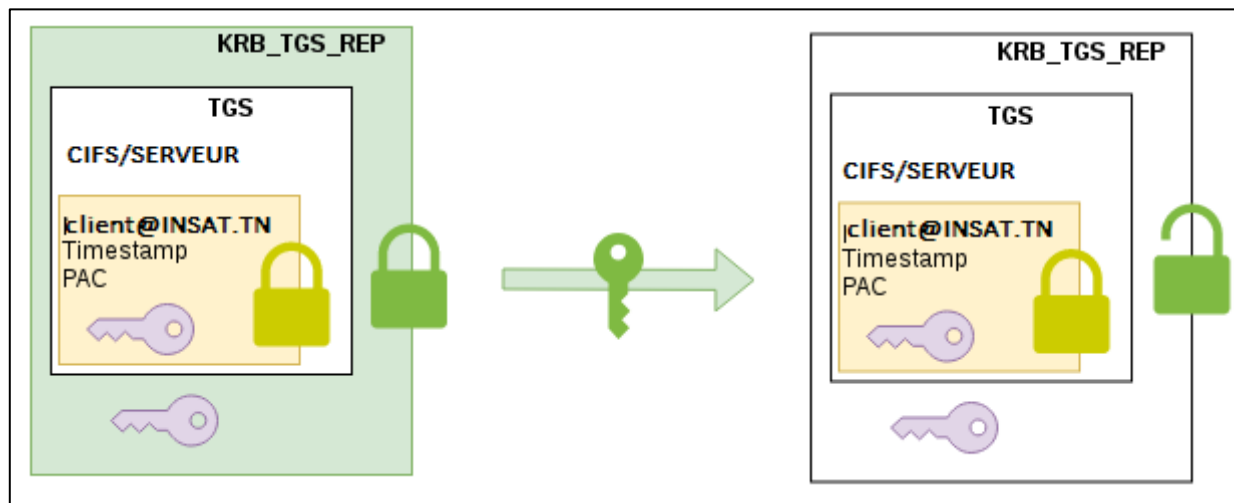 KRB_TGS_REP
TGS
CIFS/SERVEUR
client@INSAT.TN
Timestamp
PAC
KRB_TGS_REP
TGS
CIFS/SERVEUR
client@INSAT.TN
Timestamp
PAC